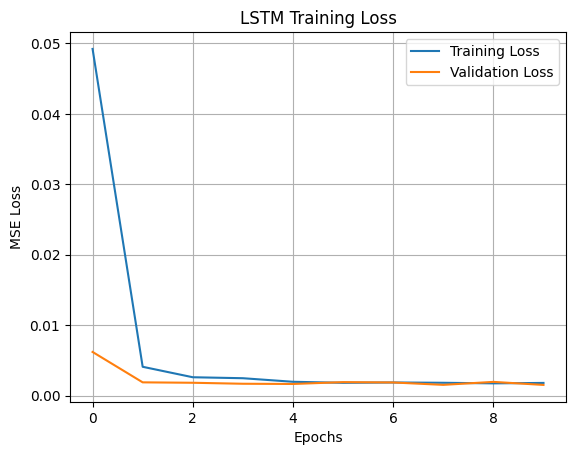 LSTM Training Loss
Training Loss
Validation Loss
0.05
0.04
0.03
0.02
0.01
0.00
MSE Loss
0 2 4 6 8
Epochs